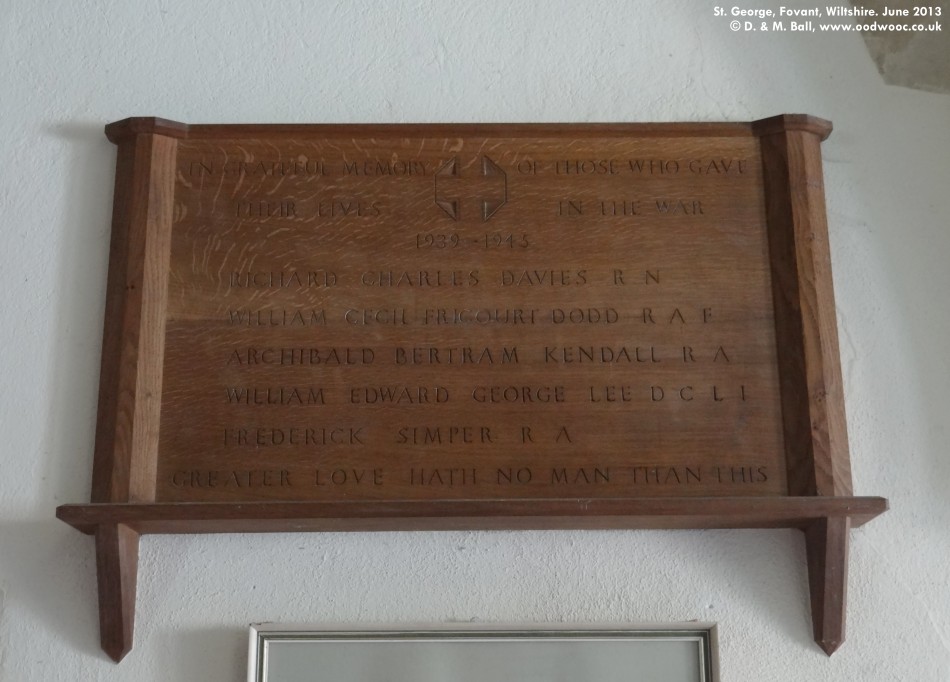 St. George, Fovant, Wiltshire. June 2013
© D. & M. Ball, www.oodwooc.co.uk
IN GRATEFUL MEMORY OF THOSE WHO GAVE
THEIR LIVES IN THE WAR
1939-1945
RICHARD CHARLES DAVIES R N
WILLIAM CECIL FRICOURT DODD R A F
ARCHIBALD BERTRAM KENDALL R A
WILLIAM EDWARD GEORGE LEE D C L I
FREDERICK SIMPER R A
GREATER LOVE HATH NO MAN THAN THIS